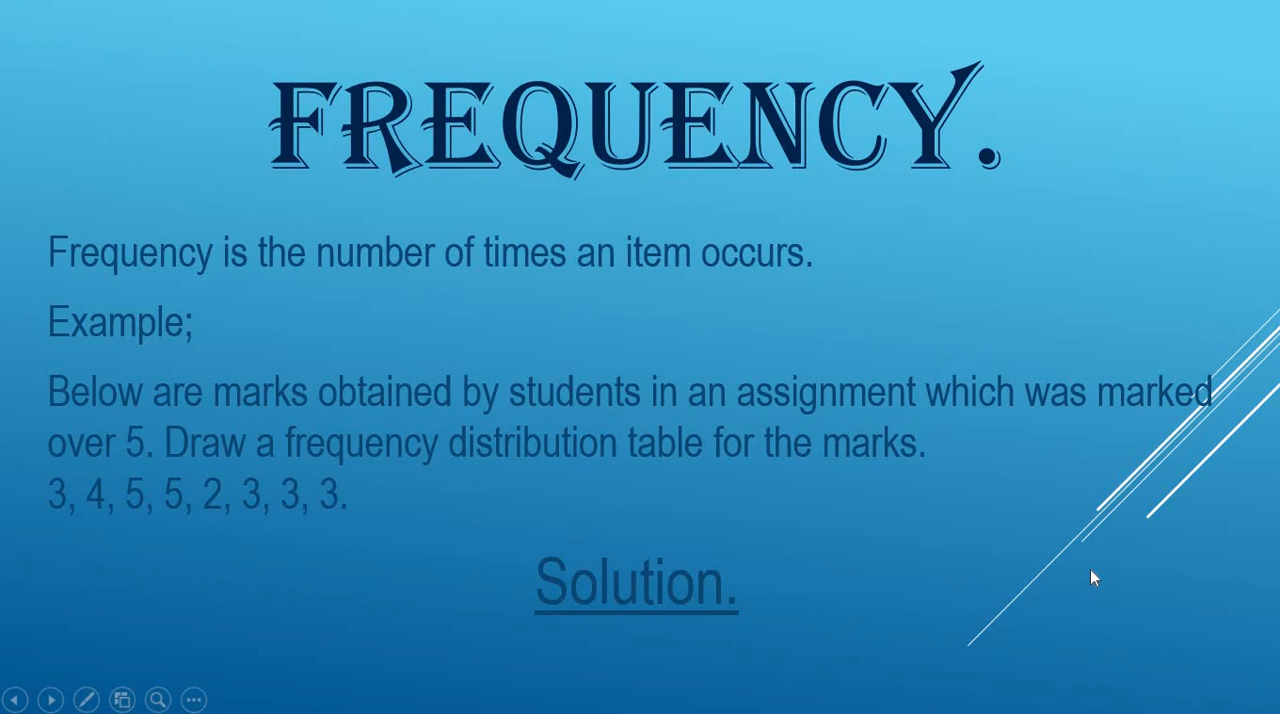 FREQUENCY.
Frequency is the number of times an item occurs.
Example;
Below are marks obtained by students in an assignment which was marked
over 5. Draw a frequency distribution table for the marks.
3, 4, 5, 5, 2, 3, 3, 3.
Solution.